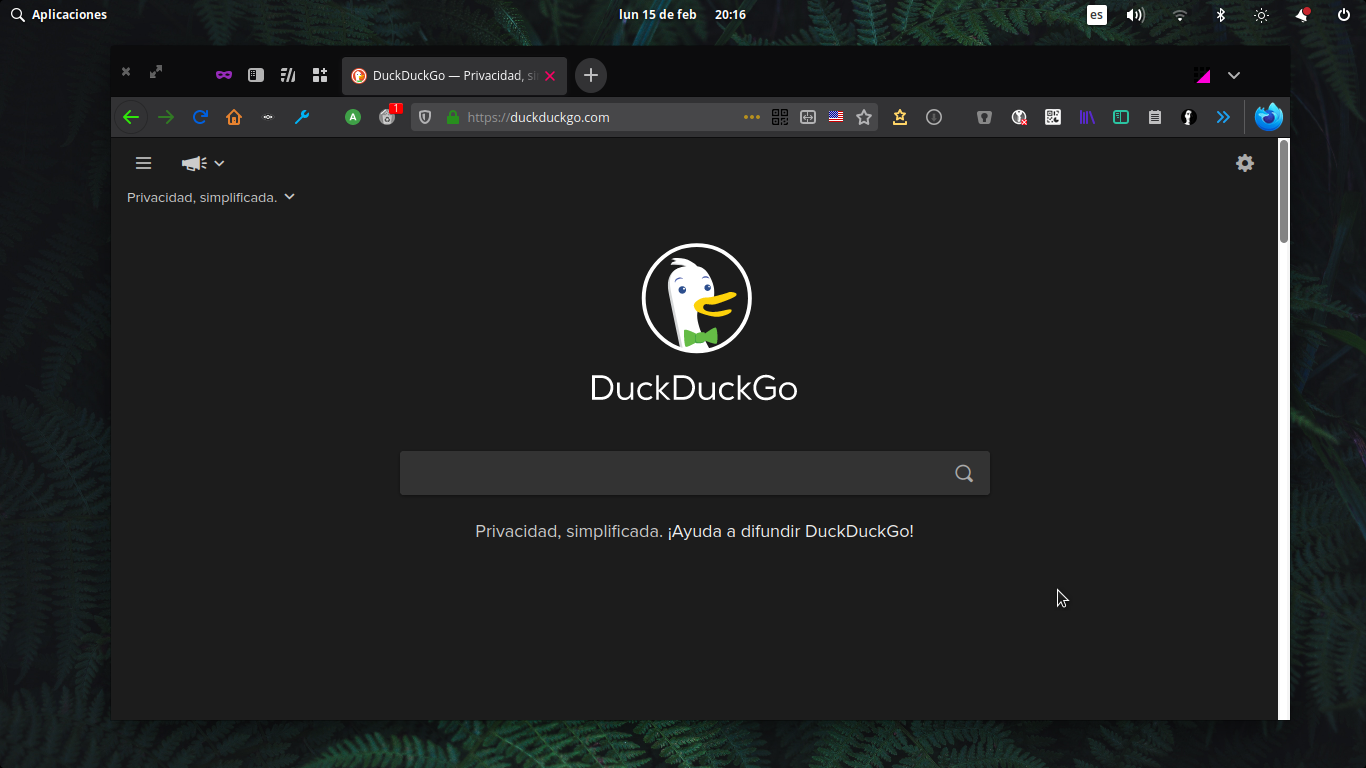 Aplicaciones
lun 15 de feb 20:16
es
DuckDuckGo — Privacidad, si
A
1
https://duckduckgo.com
Privacidad, simplificada.
DuckDuckGo
Privacidad, simplificada. ¡Ayuda a difundir DuckDuckGo!